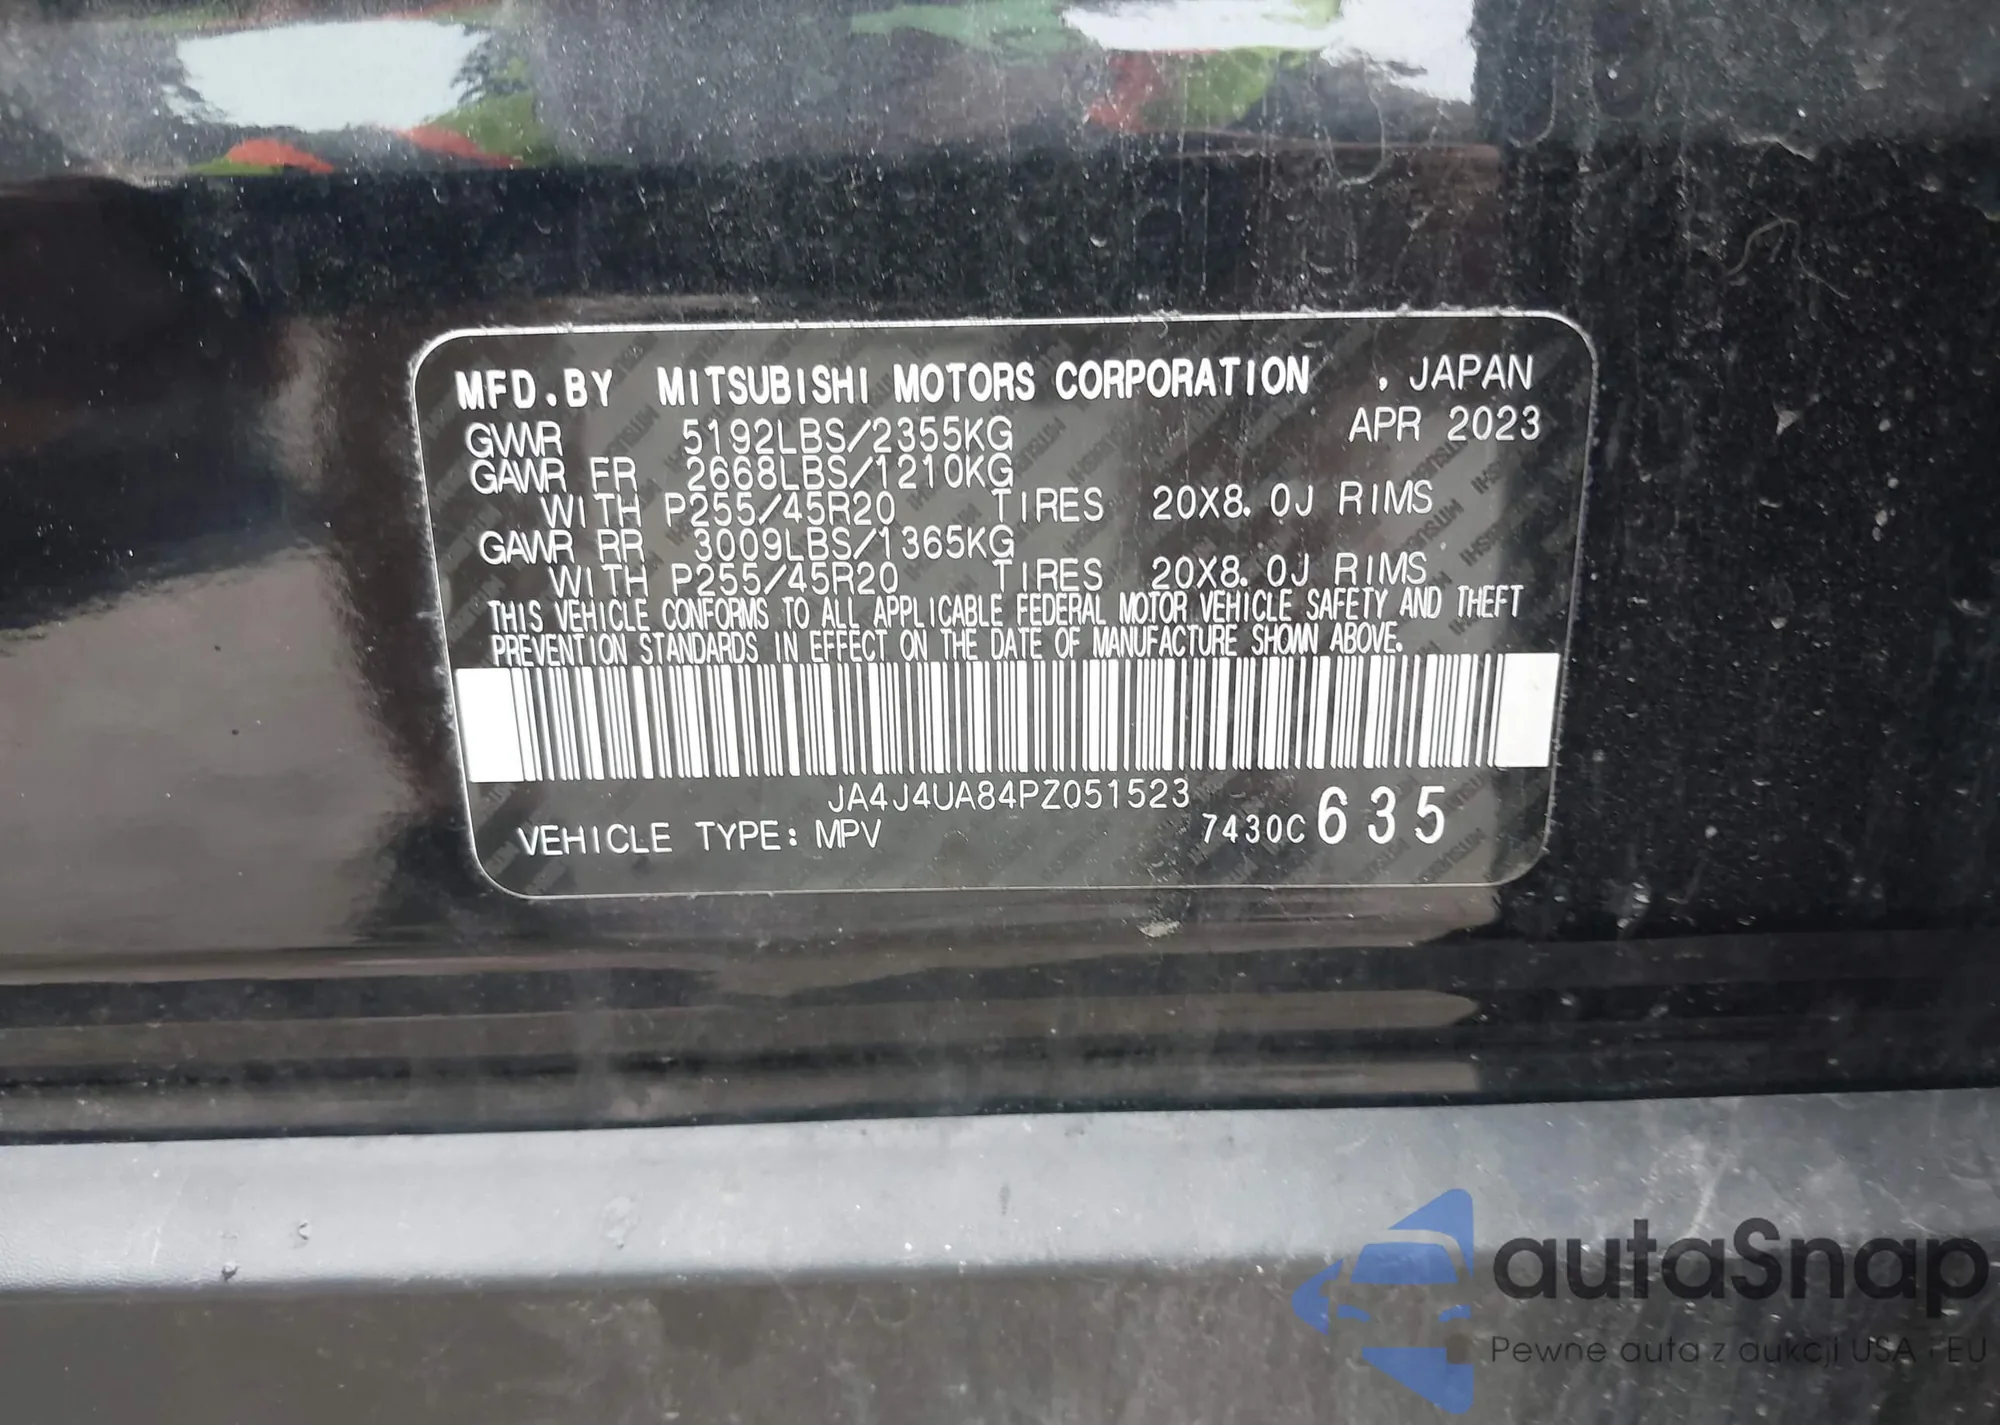 MFD.BY MITSUBISHI MOTORS CORPORATION , JAPAN
APR 2023
GVWR 5192LBS/2355KG
GAWR FR 2668LBS/1210KG
WITH P255/45R20 TIRES 20X8.0J RIMS
GAWR RR 3009LBS/1365KG
WITH P255/45R20 TIRES 20X8.0J RIMS
THIS VEHICLE CONFORMS TO ALL APPLICABLE FEDERAL MOTOR VEHICLE SAFETY AND THEFT
PREVENTION STANDARDS IN EFFECT ON THE DATE OF MANUFACTURE SHOWN ABOVE.
JA4J4UA84PZ051523
VEHICLE TYPE: MPV 7430C 635
autaSnap
Pewne auta z aukcji USA i EU